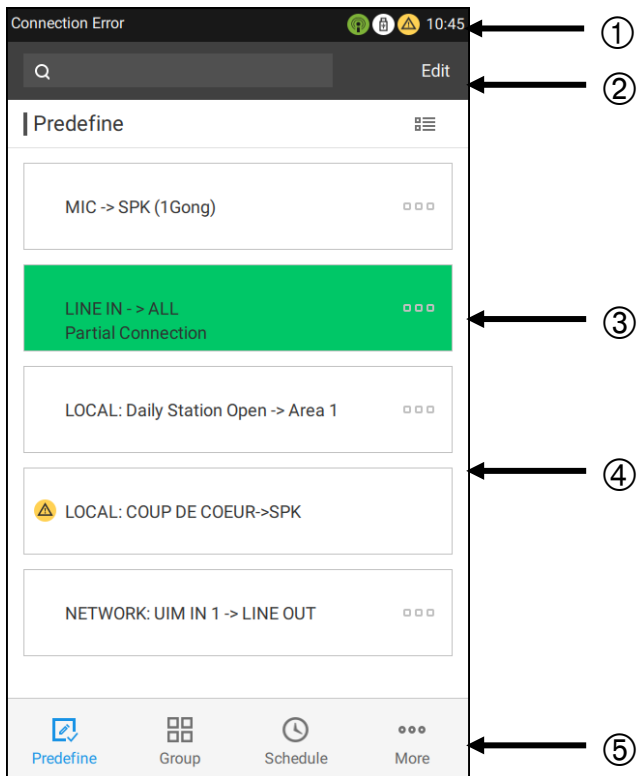 Connection Error 10:45 ①
Edit ②
Predefine
MIC -> SPK (1Gong)
LINE IN - > ALL ③
Partial Connection
LOCAL: Daily Station Open -> Area 1
④
LOCAL: COUP DE COEUR->SPK
NETWORK: UIM IN 1 -> LINE OUT
Predefine Group Schedule More ⑤